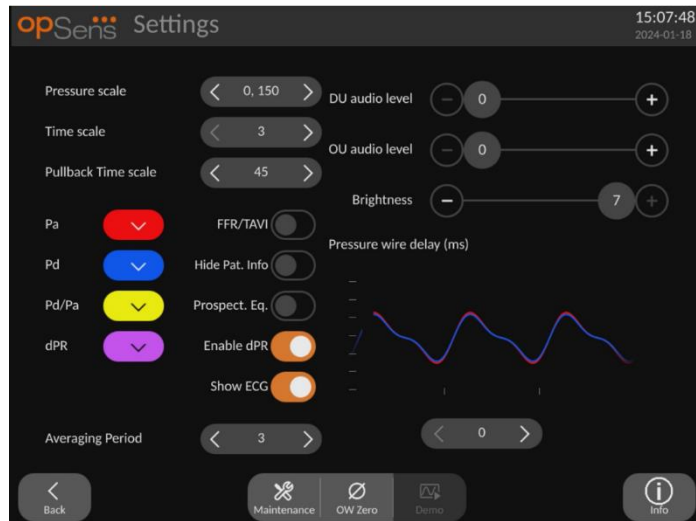 opSens Settings
15:07:48
2024-01-18
Pressure scale
0, 150
Time scale
3
Pullback Time scale
45
DU audio level
0
OU audio level
0
Brightness
7
Pa
FFR/TAVI
Pd
Hide Pat. Info
Pd/Pa
Prospect. Eq.
dPR
Enable dPR
Show ECG
Pressure wire delay (ms)
Averaging Period
3
0
Back
Maintenance
OW Zero
Demo
Info